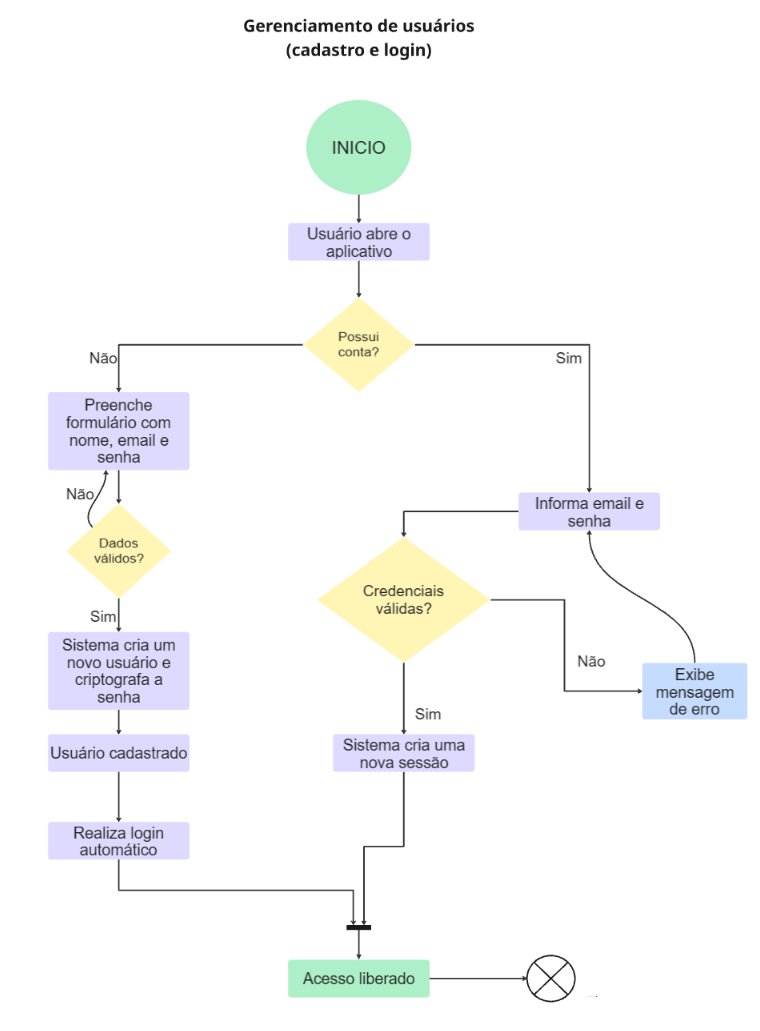 Gerenciamento de usuários
(cadastro e login)
INICIO
Usuário abre o
aplicativo
Possui
conta?
Não
Sim
Preenche
formulário com
nome, email e
senha
Não
Dados
válidos?
Sim
Sistema cria um
novo usuário e
criptografa a
senha
Usuário cadastrado
Realiza login
automático
Informa email e
senha
Credenciais
válidas?
Não
Exibe
mensagem
de erro
Sim
Sistema cria uma
nova sessão
Acesso liberado